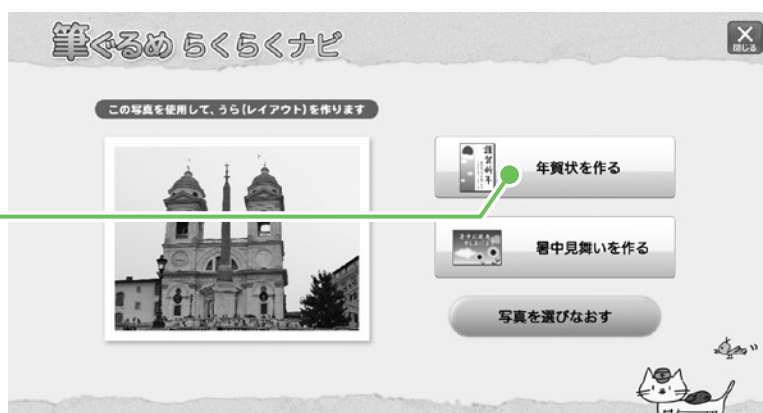 筆ぐるめ らくらくナビ
閉じる
この写真を使用して、うら(レイアウト)を作ります
謹賀新年
年賀状を作る
暑中見舞いを作る
写真を選びなおす